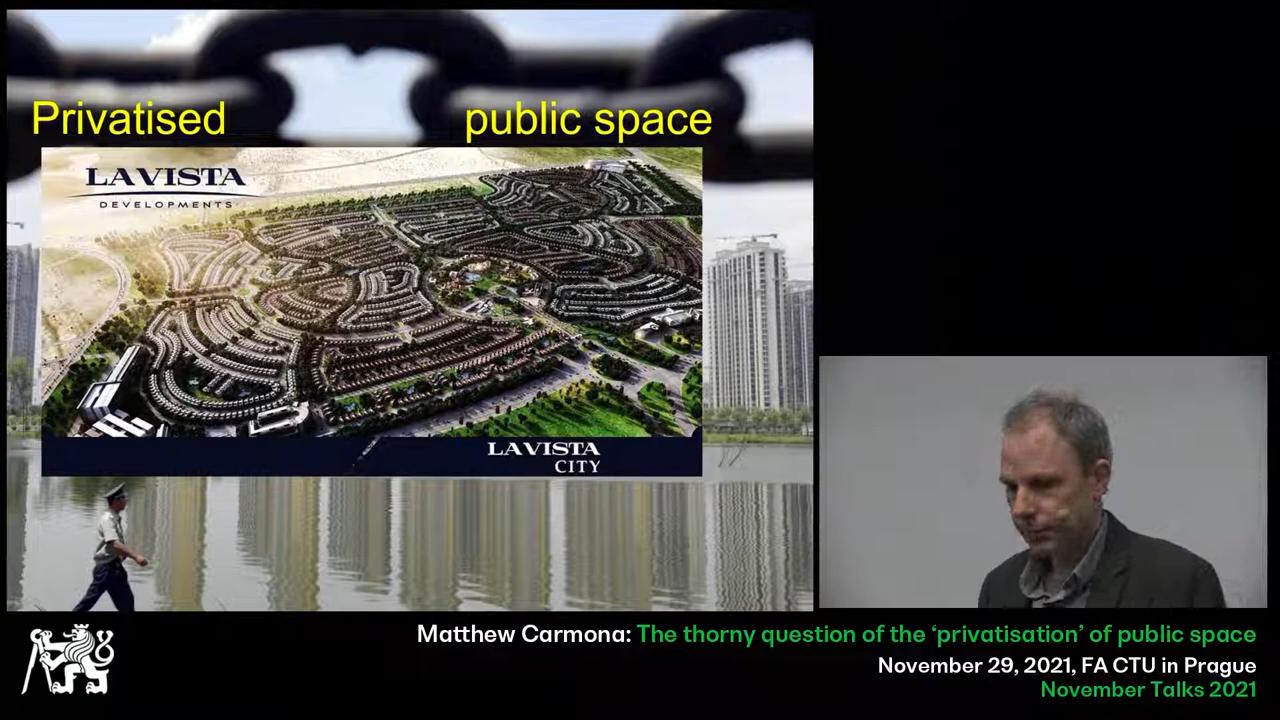 Privatised public space
LAVISTA
DEVELOPMENTS
LAVISTA
CITY
Matthew Carmona: The thorny question of the ‘privatisation’ of public space
November 29, 2021, FA CTU in Prague
November Talks 2021